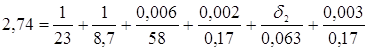 2,74 = 1/23 + 1/8,7 + 0,006/58 + 0,002/0,17 + δ₂/0,063 + 0,003/0,17